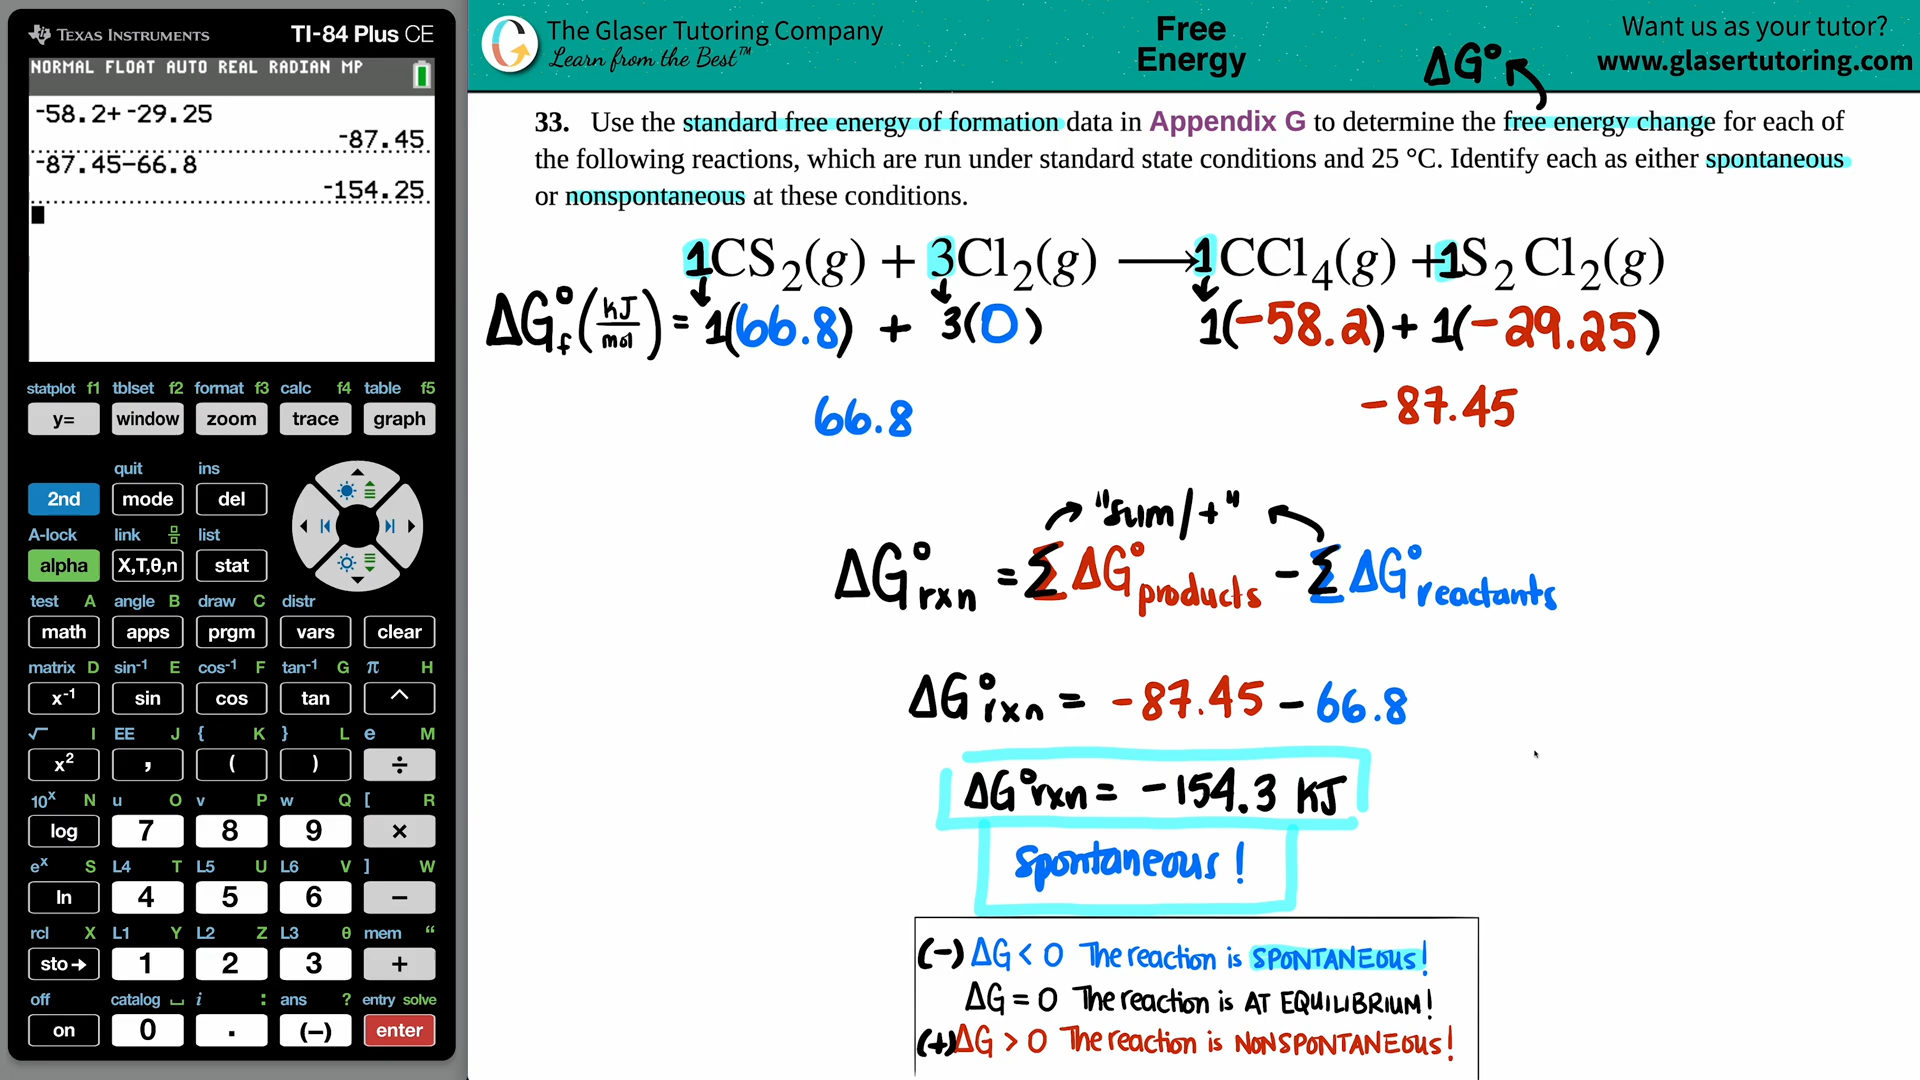 TEXAS INSTRUMENTS TI-84 Plus CE
NORMAL FLOAT AUTO REAL RADIAN MP
-58.2+-29.25
-87.45
-87.45-66.8
-154.25
statplot f1 tblset f2 format f3 calc f4 table f5
y= window zoom trace graph
quit ins
2nd mode del
A-lock link list
alpha X,T,θ,n stat
test A angle B draw C distr
math apps prgm vars clear
matrix D sin-1 E cos-1 F tan-1 G π H
x-1 sin cos tan ^
√ I EE J { K } L e M
x² , ( ) ÷
10ˣ N u O v P w Q [ R
log 7 8 9 ×
eˣ S L4 T L5 U L6 V ] W
ln 4 5 6 −
rcl X L1 Y L2 Z L3 θ mem “
sto→ 1 2 3 +
off catalog ⎵ i : ans ? entry solve
on 0 . (−) enter
The Glaser Tutoring Company
Learn from the Best™
Free
Energy
Want us as your tutor?
www.glasertutoring.com
ΔG°
33. Use the standard free energy of formation data in Appendix G to determine the free energy change for each of
the following reactions, which are run under standard state conditions and 25 °C. Identify each as either spontaneous
or nonspontaneous at these conditions.
1CS₂(g) + 3Cl₂(g) ⟶ 1CCl₄(g) + 1S₂Cl₂(g)
ΔG°f (kJ/mol) = 1(66.8) + 3(0) 1(-58.2) + 1(-29.25)
66.8 -87.45
"sum/+"
ΔG°rxn = Σ ΔG°products − Σ ΔG°reactants
ΔG°rxn = -87.45 − 66.8
ΔG°rxn = -154.3 KJ
spontaneous!
(-) ΔG < 0 The reaction is SPONTANEOUS!
ΔG = 0 The reaction is AT EQUILIBRIUM!
(+) ΔG > 0 The reaction is NONSPONTANEOUS!